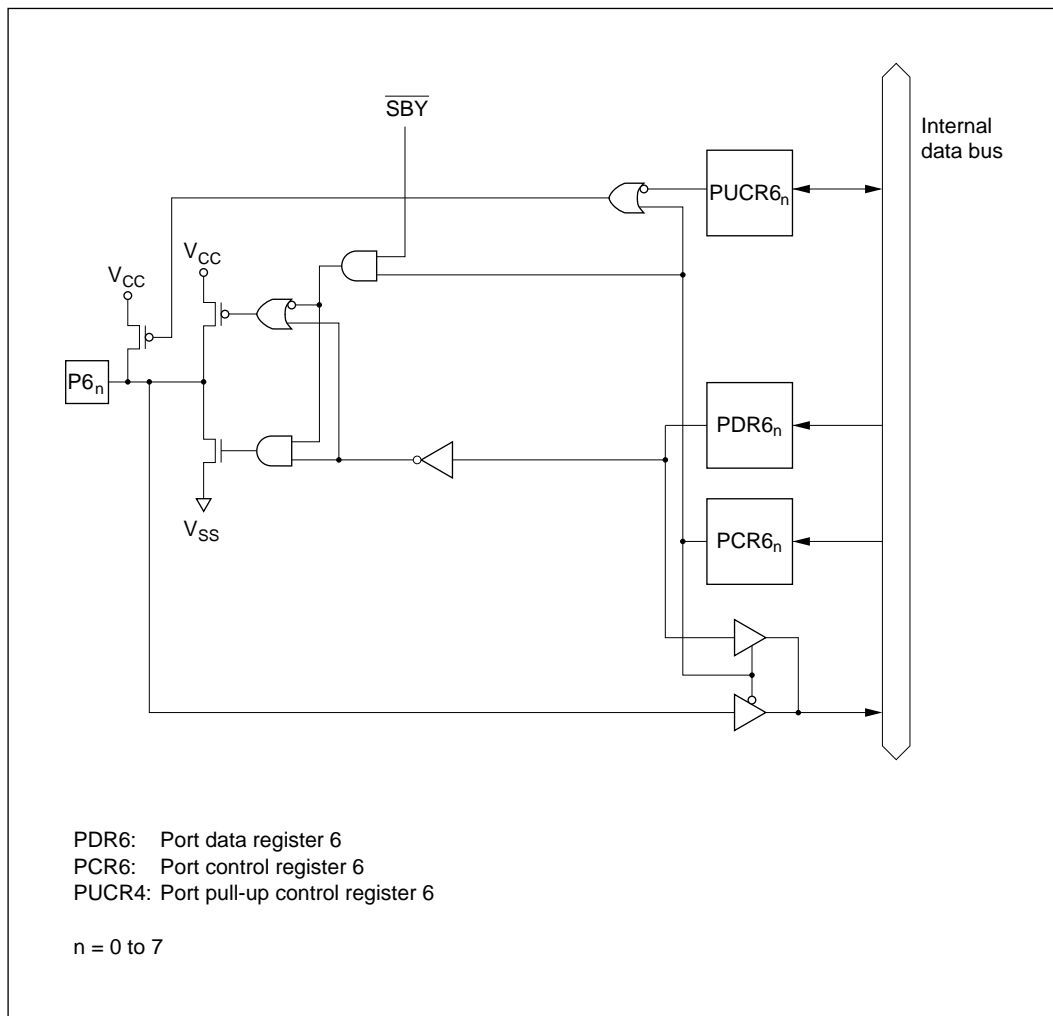 SBY
Internal
data bus
PUCR6n
VCC
VCC
P6n
PDR6n
VSS
PCR6n
PDR6: Port data register 6
PCR6: Port control register 6
PUCR4: Port pull-up control register 6
n = 0 to 7